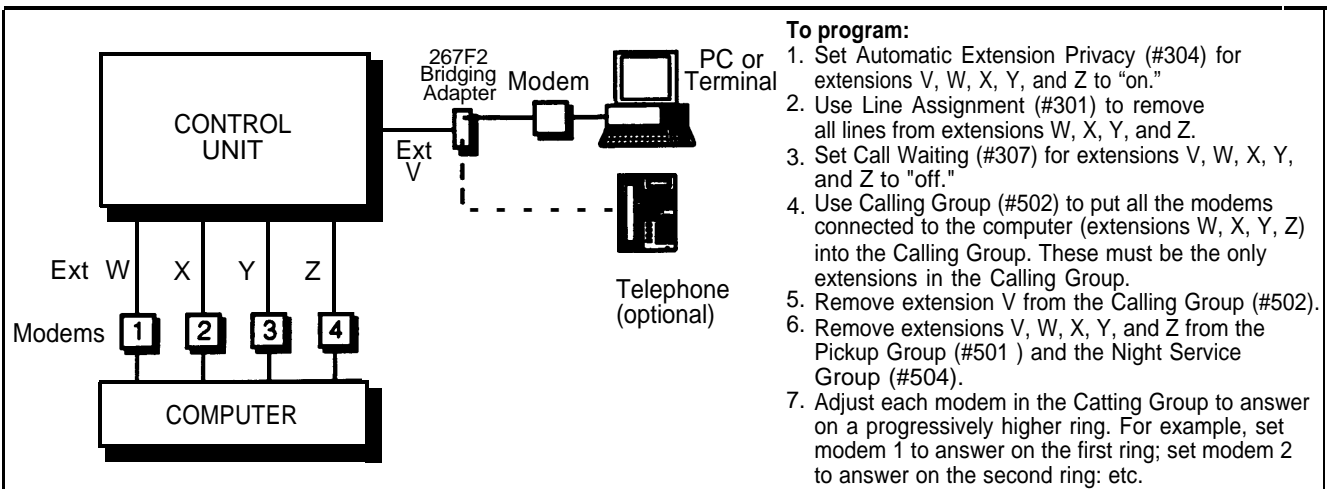 CONTROL
UNIT
267F2
Bridging
Adapter
Modem
PC or
Terminal
Ext
V
Telephone
(optional)
Ext W X Y Z
Modems 1 2 3 4
COMPUTER
To program:
1. Set Automatic Extension Privacy (#304) for
extensions V, W, X, Y, and Z to “on.”
2. Use Line Assignment (#301) to remove
all lines from extensions W, X, Y, and Z.
3. Set Call Waiting (#307) for extensions V, W, X, Y,
and Z to "off."
4. Use Calling Group (#502) to put all the modems
connected to the computer (extensions W, X, Y, Z)
into the Calling Group. These must be the only
extensions in the Calling Group.
5. Remove extension V from the Calling Group (#502).
6. Remove extensions V, W, X, Y, and Z from the
Pickup Group (#501 ) and the Night Service
Group (#504).
7. Adjust each modem in the Catting Group to answer
on a progressively higher ring. For example, set
modem 1 to answer on the first ring; set modem 2
to answer on the second ring: etc.